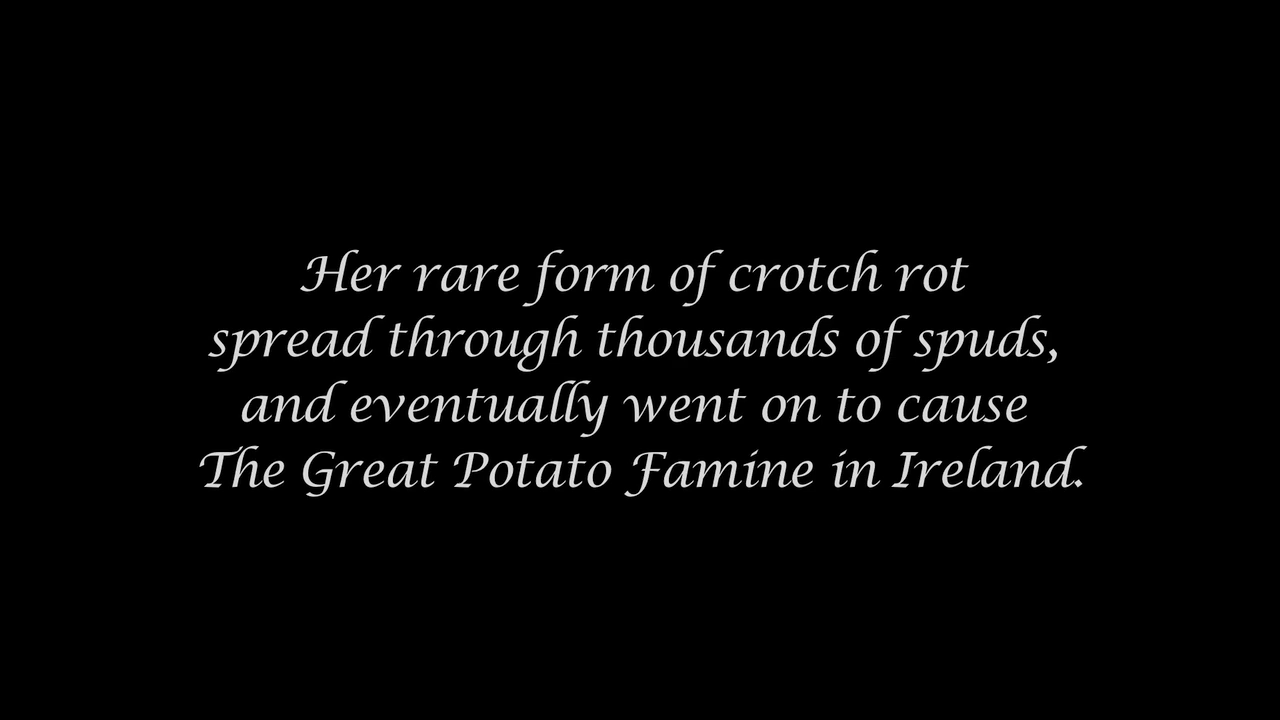 Her rare form of crotch rot
spread through thousands of spuds,
and eventually went on to cause
The Great Potato Famine in Ireland.